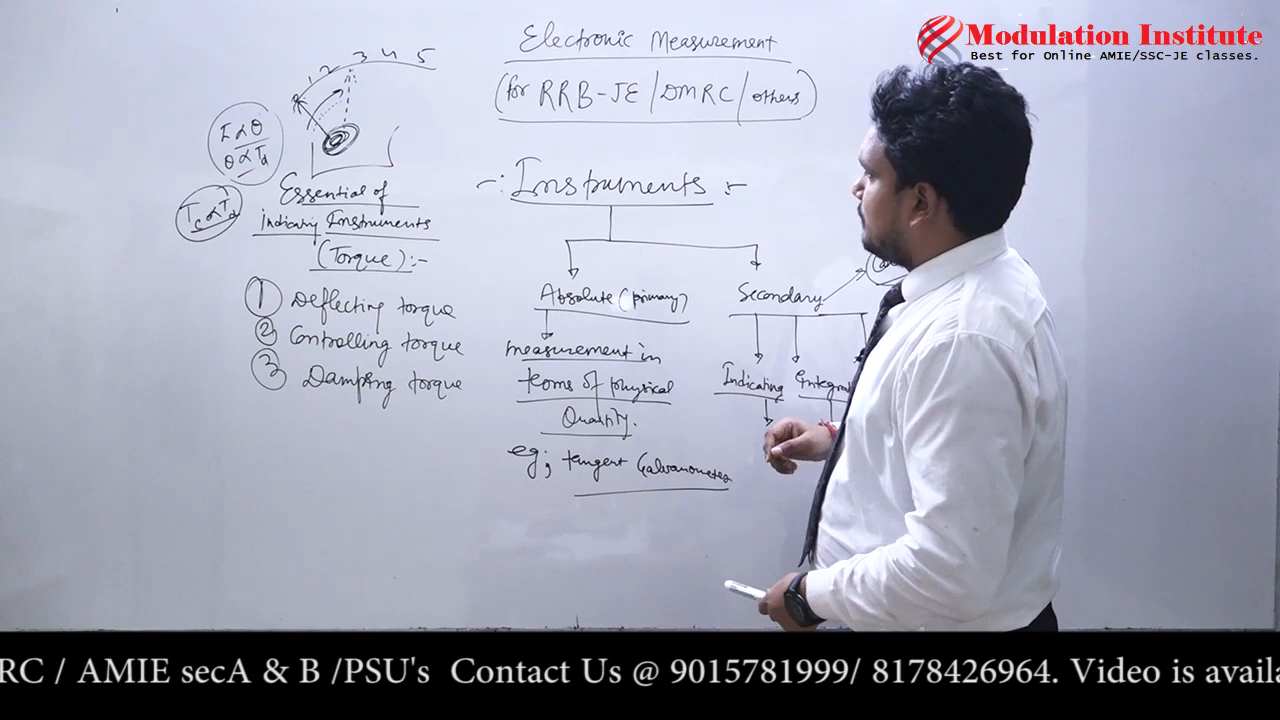 Modulation Institute
Best for Online AMIE/SSC-JE classes.
Electronic Measurement
(for RRB-JE / DMRC / others)
1 2 3 4 5
I α θ
θ α Td
Tc α Td
Essential of
indicating Instruments
(Torque):-
① Deflecting torque
② Controlling torque
③ Damping torque
-: Instruments :-
Absolute (primary)
Secondary
measurement in
terms of physical
Quantity.
eg; tangent Galvanometer
Indicating
RC / AMIE secA & B /PSU's Contact Us @ 9015781999/ 8178426964. Video is availa